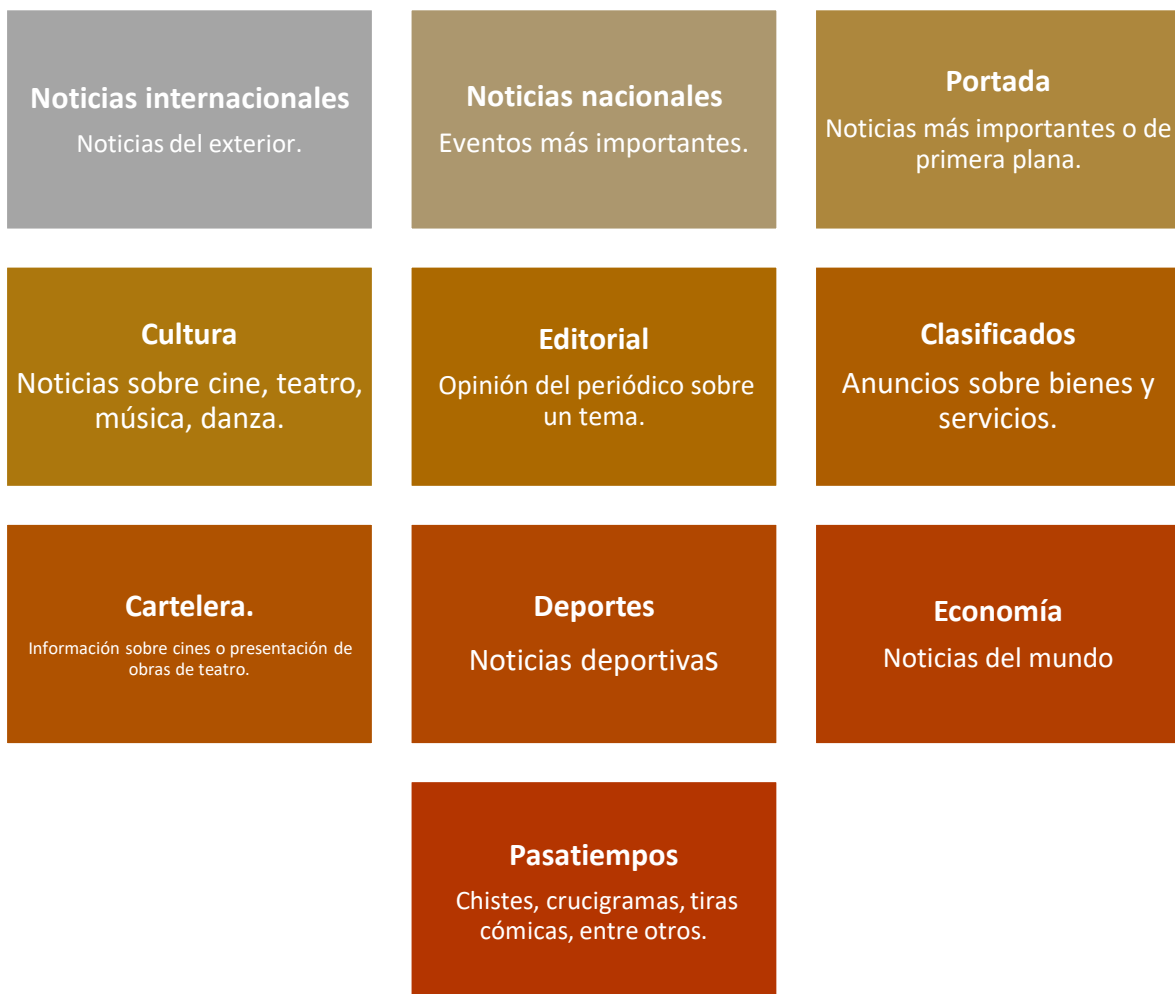 Noticias internacionales
Noticias del exterior.
Noticias nacionales
Eventos más importantes.
Portada
Noticias más importantes o de
primera plana.
Cultura
Noticias sobre cine, teatro,
música, danza.
Editorial
Opinión del periódico sobre
un tema.
Clasificados
Anuncios sobre bienes y
servicios.
Cartelera.
Información sobre cines o presentación de
obras de teatro.
Deportes
Noticias deportivas
Economía
Noticias del mundo
Pasatiempos
Chistes, crucigramas, tiras
cómicas, entre otros.